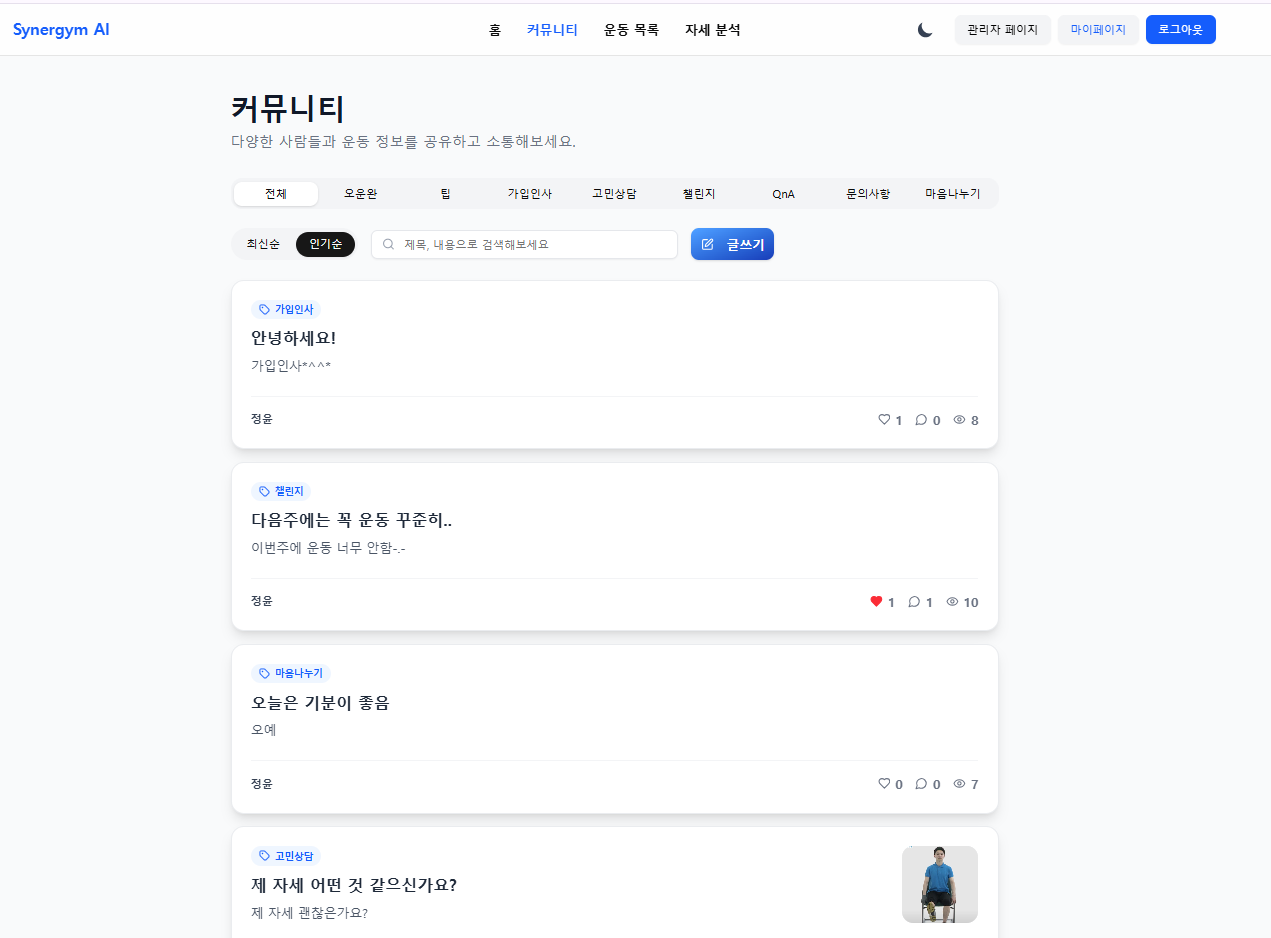 Synergym AI 홈 커뮤니티 운동 목록 자세 분석 관리자 페이지 마이페이지 로그아웃
커뮤니티
다양한 사람들과 운동 정보를 공유하고 소통해보세요.
전체 오운완 팁 가입인사 고민상담 챌린지 QnA 문의사항 마음나누기
최신순 인기순 제목, 내용으로 검색해보세요 글쓰기
가입인사
안녕하세요!
가입인사*^^*
정윤 1 0 8
챌린지
다음주에는 꼭 운동 꾸준히..
이번주에 운동 너무 안함-.-
정윤 1 1 10
마음나누기
오늘은 기분이 좋음
오예
정윤 0 0 7
고민상담
제 자세 어떤 것 같으신가요?
제 자세 괜찮은가요?